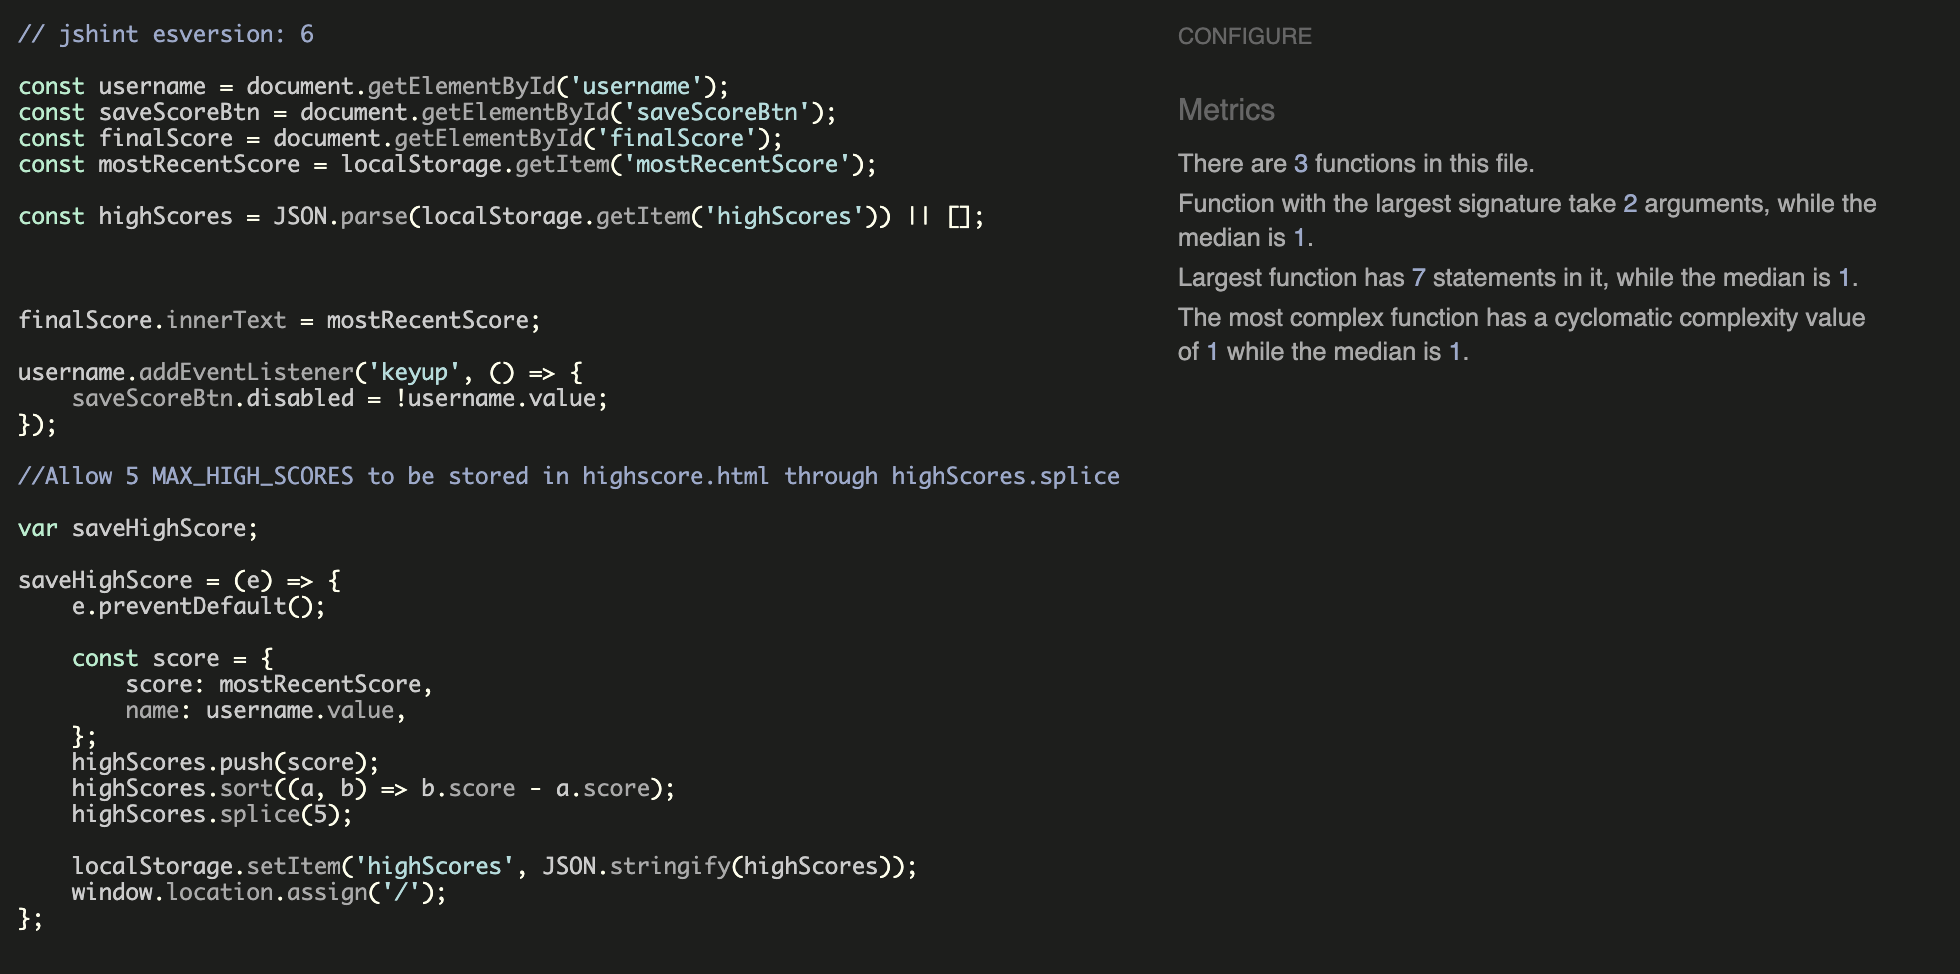 // jshint esversion: 6
const username = document.getElementById('username');
const saveScoreBtn = document.getElementById('saveScoreBtn');
const finalScore = document.getElementById('finalScore');
const mostRecentScore = localStorage.getItem('mostRecentScore');
const highScores = JSON.parse(localStorage.getItem('highScores')) || [];
finalScore.innerText = mostRecentScore;
username.addEventListener('keyup', () => {
    saveScoreBtn.disabled = !username.value;
});
//Allow 5 MAX_HIGH_SCORES to be stored in highscore.html through highScores.splice
var saveHighScore;
saveHighScore = (e) => {
    e.preventDefault();
    const score = {
        score: mostRecentScore,
        name: username.value,
    };
    highScores.push(score);
    highScores.sort((a, b) => b.score - a.score);
    highScores.splice(5);
    localStorage.setItem('highScores', JSON.stringify(highScores));
    window.location.assign('/');
};
CONFIGURE
Metrics
There are 3 functions in this file.
Function with the largest signature take 2 arguments, while the
median is 1.
Largest function has 7 statements in it, while the median is 1.
The most complex function has a cyclomatic complexity value
of 1 while the median is 1.